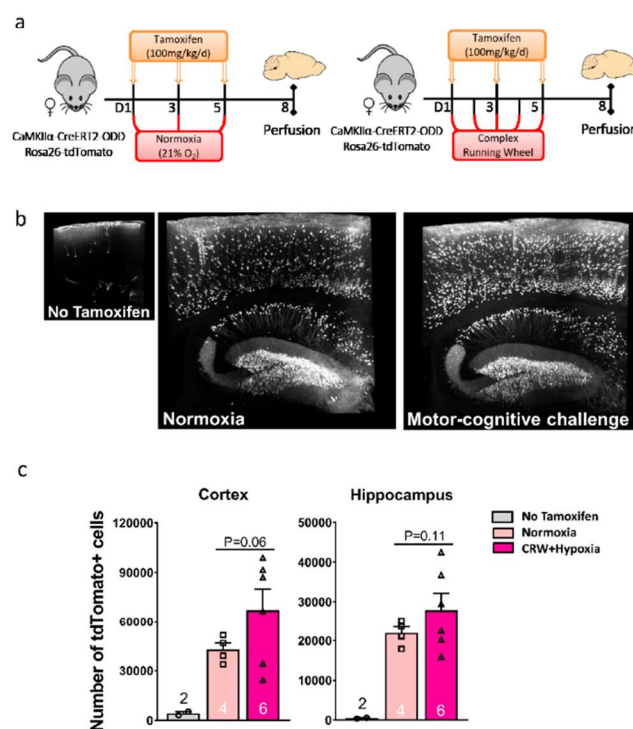 a
Tamoxifen
(100mg/kg/d)
D1 3 5 8
♀
CaMKIIα-CreERT2-ODD
Rosa26-tdTomato
Normoxia
(21% O₂)
Perfusion
Tamoxifen
(100mg/kg/d)
D1 3 5 8
♀
CaMKIIα-CreERT2-ODD
Rosa26-tdTomato
Complex
Running Wheel
Perfusion
b
No Tamoxifen
Normoxia
Motor-cognitive challenge
c
Number of tdTomato+ cells
Cortex
120000
90000
60000
30000
0
P=0.06
2
4
6
Hippocampus
50000
40000
30000
20000
10000
0
P=0.11
2
4
6
No Tamoxifen
Normoxia
CRW+Hypoxia